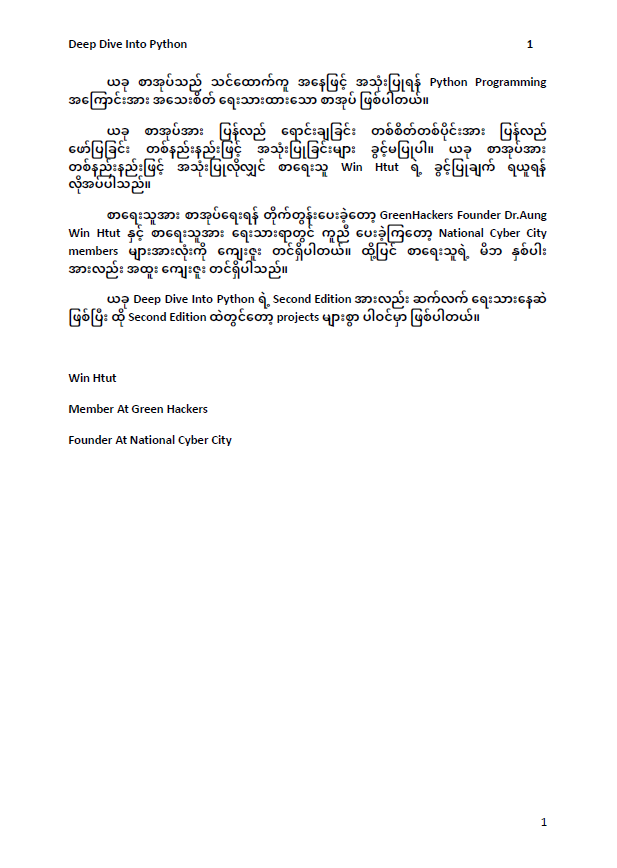 Deep Dive Into Python 1
ယခု စာအုပ်သည် သင်ထောက်ကူ အနေဖြင့် အသုံးပြုရန် Python Programming
အကြောင်းအား အသေးစိတ် ရေးသားထားသော စာအုပ် ဖြစ်ပါတယ်။
ယခု စာအုပ်အား ပြန်လည် ရောင်းချခြင်း တစ်စိတ်တစ်ပိုင်းအား ပြန်လည်
ဖော်ပြခြင်း တစ်နည်းနည်းဖြင့် အသုံးပြုခြင်းများ ခွင့်မပြုပါ။ ယခု စာအုပ်အား
တစ်နည်းနည်းဖြင့် အသုံးပြုလိုလျှင် စာရေးသူ Win Htut ရဲ့ ခွင့်ပြုချက် ရယူရန်
လိုအပ်ပါသည်။
စာရေးသူအား စာအုပ်ရေးရန် တိုက်တွန်းပေးခဲ့တော့ GreenHackers Founder Dr.Aung
Win Htut နှင့် စာရေးသူအား ရေးသားရာတွင် ကူညီ ပေးခဲ့ကြတော့ National Cyber City
members များအားလုံးကို ကျေးဇူး တင်ရှိပါတယ်။ ထို့ပြင် စာရေးသူရဲ့ မိဘ နှစ်ပါး
အားလည်း အထူး ကျေးဇူး တင်ရှိပါသည်။
ယခု Deep Dive Into Python ရဲ့ Second Edition အားလည်း ဆက်လက် ရေးသားနေဆဲ
ဖြစ်ပြီး ထို Second Edition ထဲတွင်တော့ projects များစွာ ပါဝင်မှာ ဖြစ်ပါတယ်။
Win Htut
Member At Green Hackers
Founder At National Cyber City
1